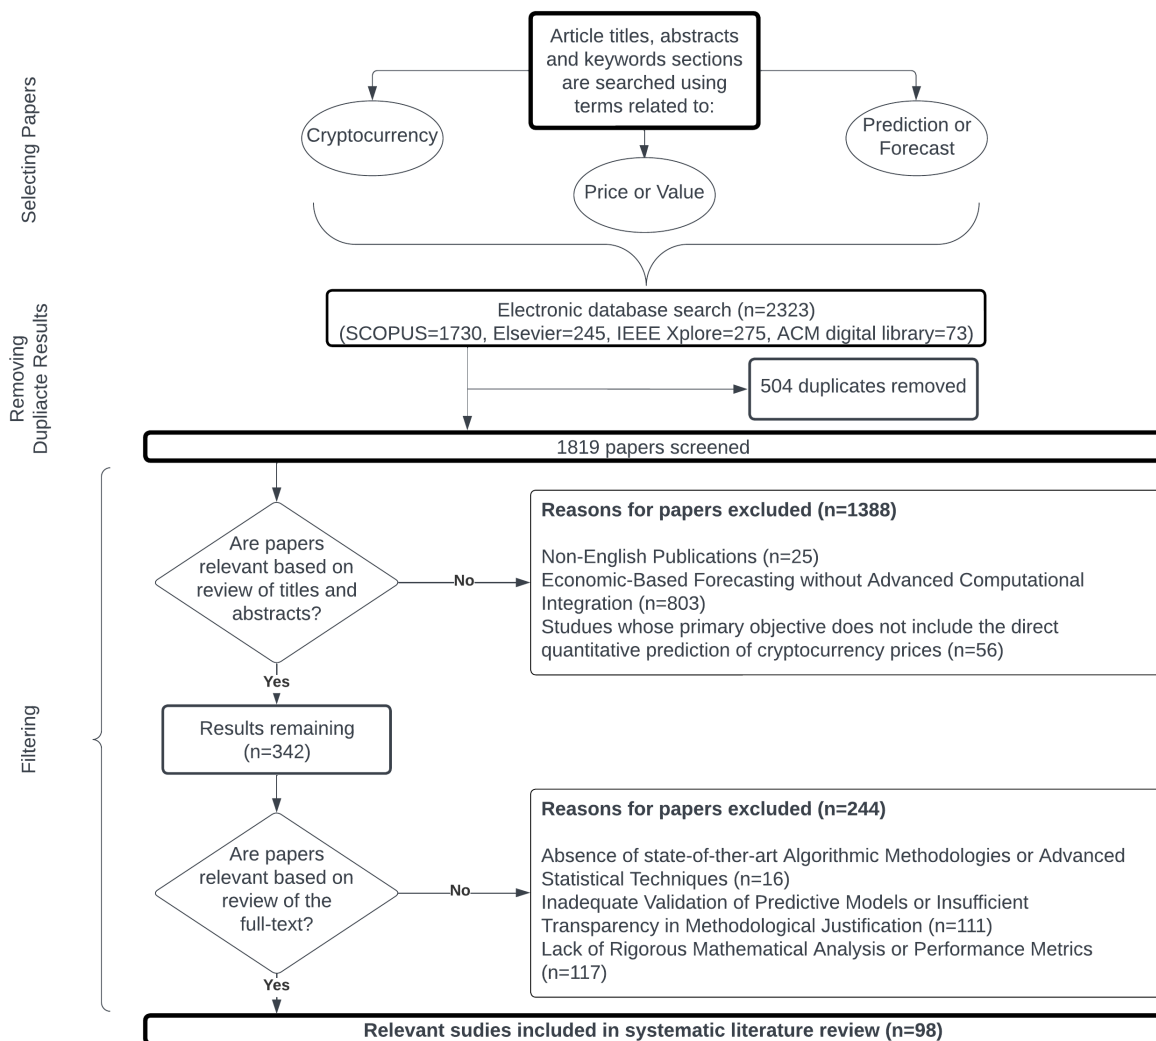 Article titles, abstracts
and keywords sections
are searched using
terms related to:
Cryptocurrency
Price or Value
Prediction or
Forecast
Selecting Papers
Electronic database search (n=2323)
(SCOPUS=1730, Elsevier=245, IEEE Xplore=275, ACM digital library=73)
Removing
Dupliacte Results
504 duplicates removed
1819 papers screened
Filtering
Are papers
relevant based on
review of titles and
abstracts?
No
Reasons for papers excluded (n=1388)
Non-English Publications (n=25)
Economic-Based Forecasting without Advanced Computational
Integration (n=803)
Studues whose primary objective does not include the direct
quantitative prediction of cryptocurrency prices (n=56)
Yes
Results remaining
(n=342)
Are papers
relevant based on
review of the
full-text?
No
Reasons for papers excluded (n=244)
Absence of state-of-ther-art Algorithmic Methodologies or Advanced
Statistical Techniques (n=16)
Inadequate Validation of Predictive Models or Insufficient
Transparency in Methodological Justification (n=111)
Lack of Rigorous Mathematical Analysis or Performance Metrics
(n=117)
Yes
Relevant sudies included in systematic literature review (n=98)